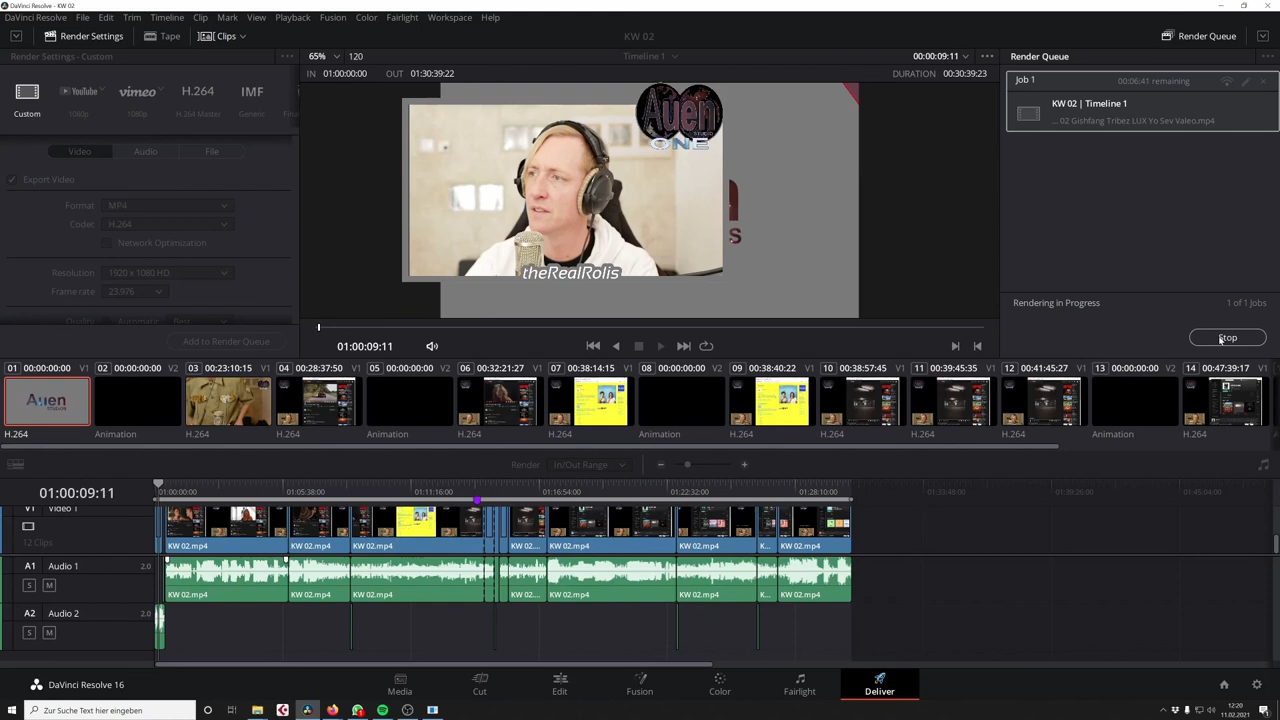 DaVinci Resolve - KW 02
DaVinci Resolve File Edit Trim Timeline Clip Mark View Playback Fusion Color Fairlight Workspace Help
Render Settings Tape Clips KW 02 Render Queue
Render Settings - Custom 65% 120 Timeline 1 01:00:09:11 Render Queue
IN 01:00:00:00 OUT 01:30:39:22 DURATION 00:30:39:23
Job 1 00:06:41 remaining
KW 02 | Timeline 1
... 02 Gishfang Tribez LUX Yo Sev Valeo.mp4
YouTube vimeo H.264 IMF
Custom 1080p 1080p H.264 Master Generic
Video Audio File
Export Video
Format MP4
Codec H.264
Network Optimization
Resolution 1920 x 1080 HD
Frame rate 23.976
Quality Automatic Best
Add to Render Queue
Auen
STUDIO
ONE
theRealRolis
Rendering in Progress 1 of 1 Jobs
Stop
01:00:09:11
01 00:00:00:00 V1 02 00:00:00:00 V2 03 00:23:10:15 V1 04 00:28:37:50 V1 05 00:00:00:00 V2 06 00:32:21:27 V1 07 00:38:14:15 V1 08 00:00:00:00 V2 09 00:38:40:22 V1 10 00:38:57:45 V1 11 00:39:45:35 V1 12 00:41:45:27 V1 13 00:00:00:00 V2 14 00:47:39:17 V1
Auen
STUDIOS
H.264 Animation H.264 H.264 Animation H.264 H.264 Animation H.264 H.264 H.264 H.264 Animation H.264
Render In/Out Range
01:00:09:11 01:00:00:00 01:05:38:00 01:11:16:00 01:16:54:00 01:22:32:00 01:28:10:00 01:33:48:00 01:39:26:00 01:45:04:00
V1 Video 1
12 Clips
KW 02.mp4 KW 02.mp4 KW 02.mp4 KW 02.... KW 02.mp4 KW 02.mp4 K... KW 02.mp4
A1 Audio 1 2.0
S M
KW 02.mp4 KW 02.mp4 KW 02.mp4 KW 02.... KW 02.mp4 KW 02.mp4 K... KW 02.mp4
A2 Audio 2 2.0
S M
DaVinci Resolve 16 Media Cut Edit Fusion Color Fairlight Deliver
Zur Suche Text hier eingeben
12:20
11.02.2021